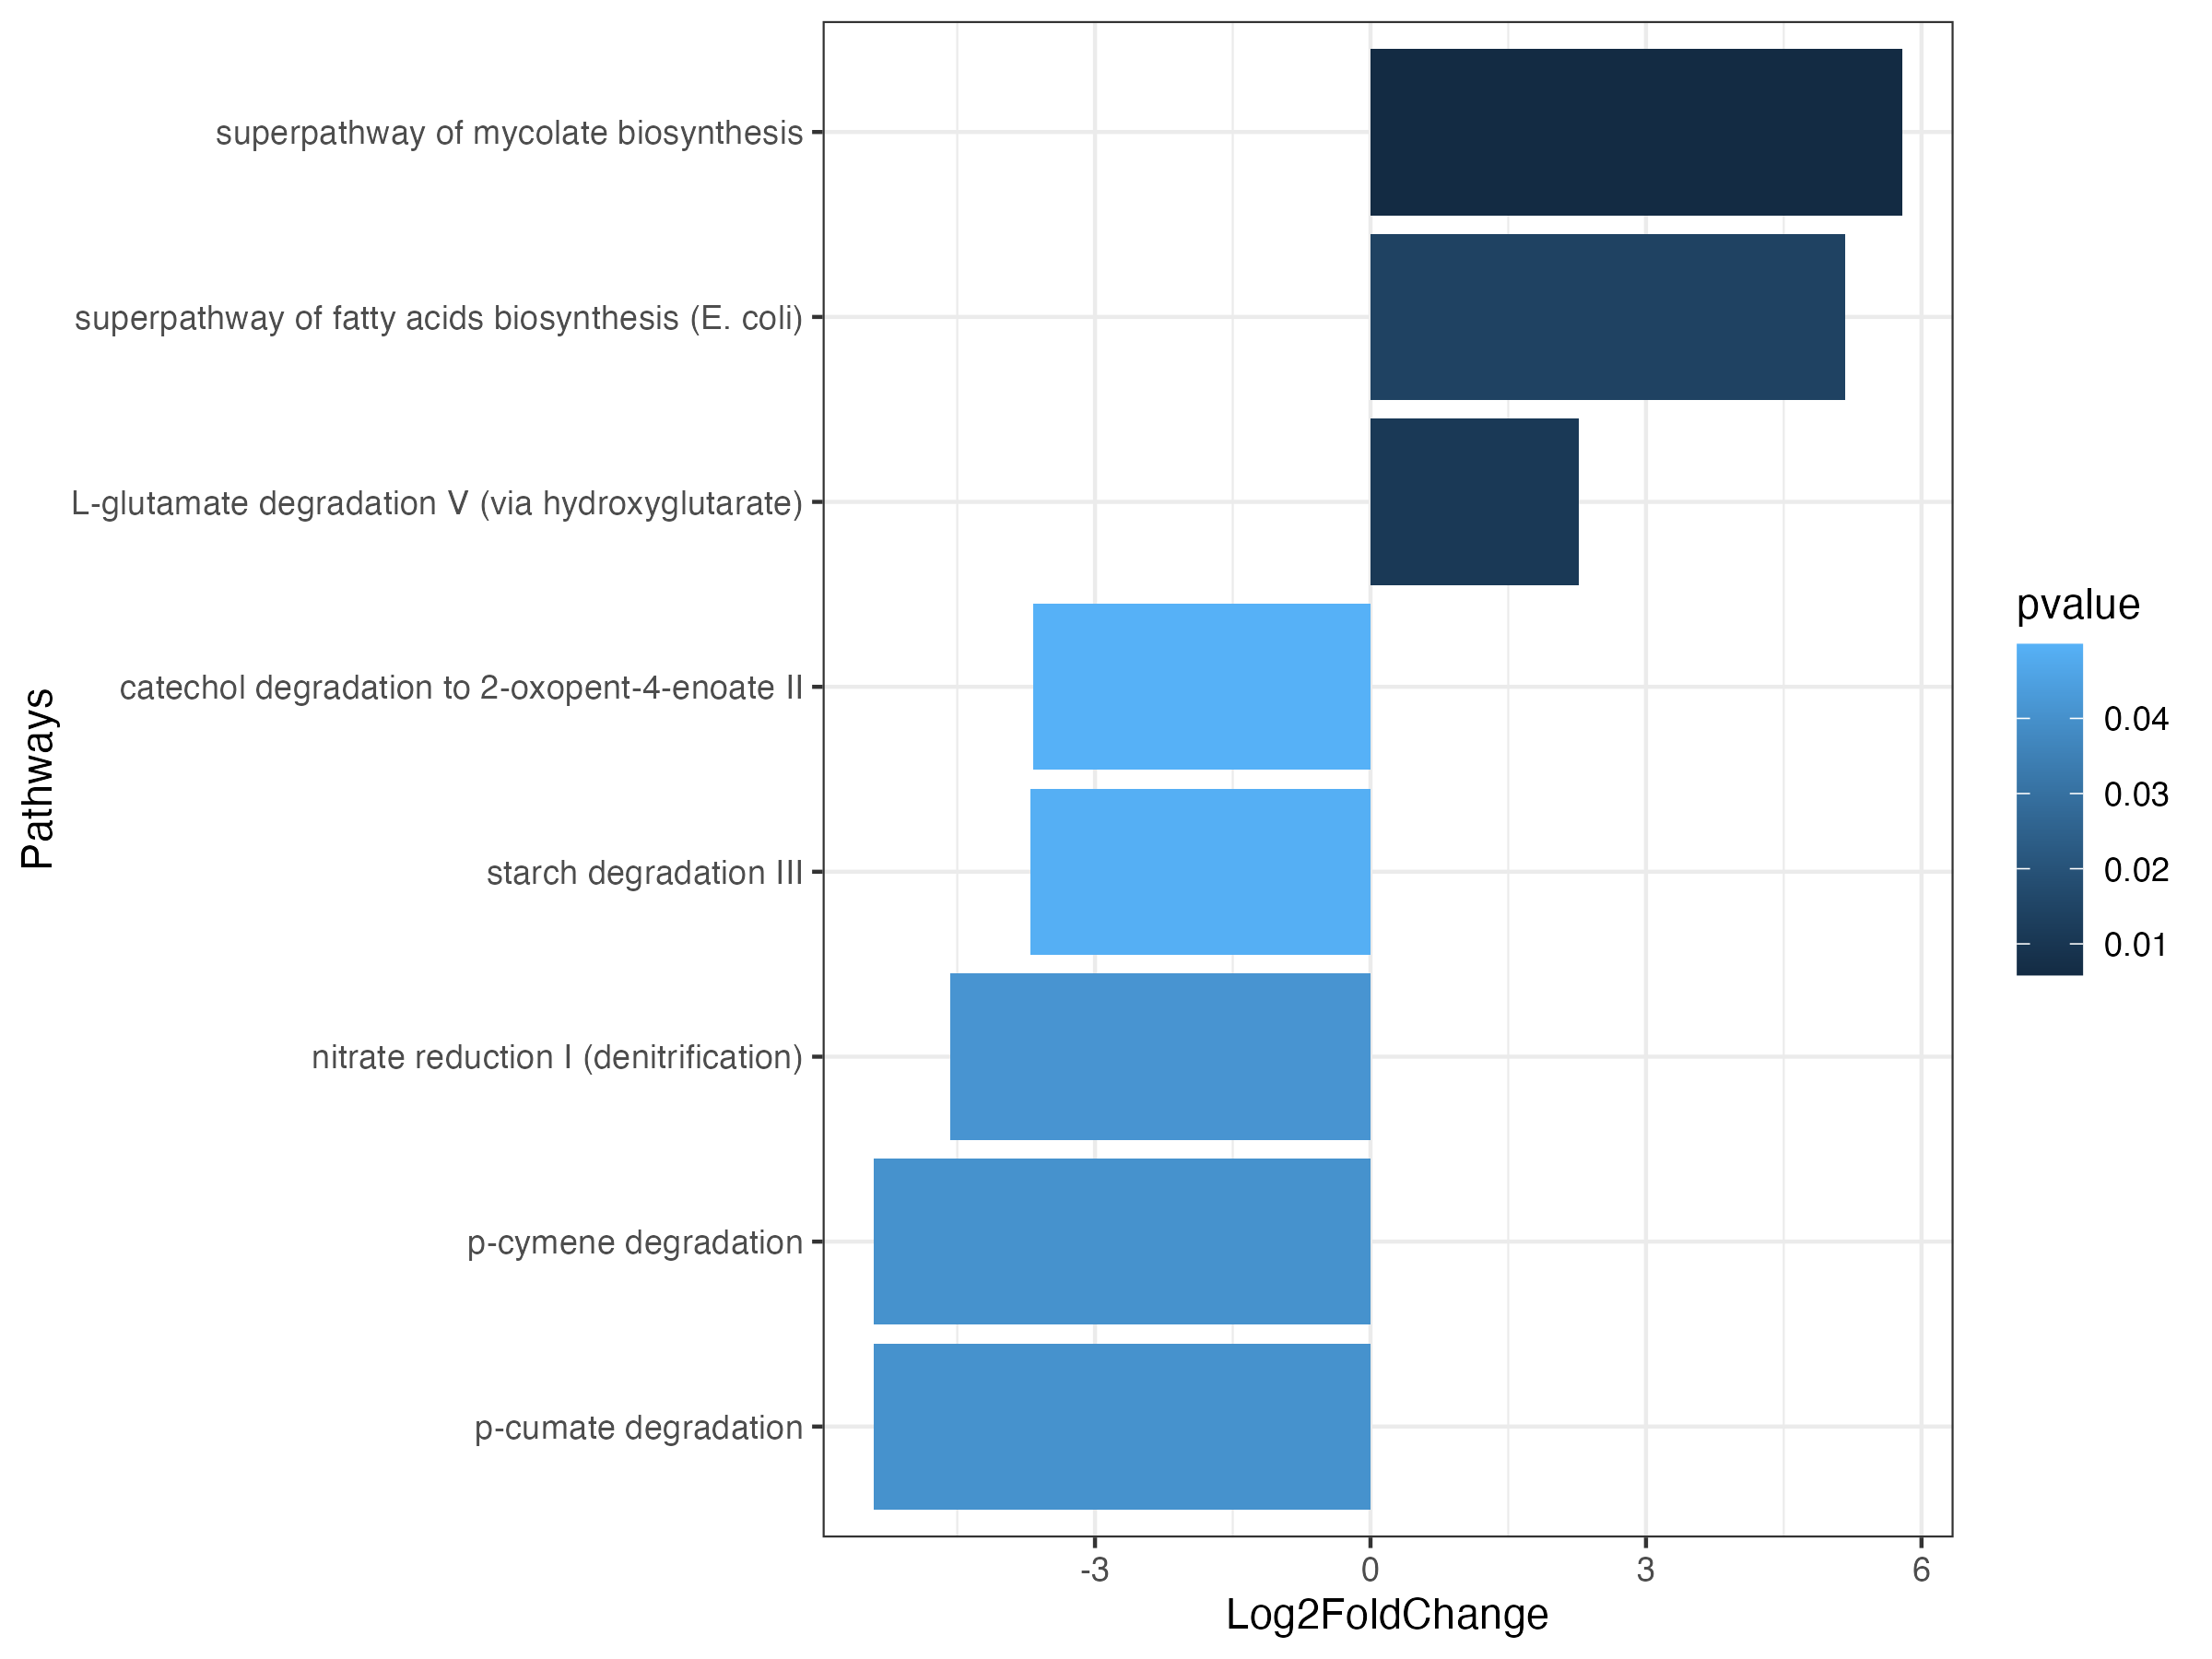 superpathway of mycolate biosynthesis
superpathway of fatty acids biosynthesis (E. coli)
L-glutamate degradation V (via hydroxyglutarate)
catechol degradation to 2-oxopent-4-enoate II
starch degradation III
nitrate reduction I (denitrification)
p-cymene degradation
p-cumate degradation
Pathways
-3
0
3
6
Log2FoldChange
pvalue
0.04
0.03
0.02
0.01